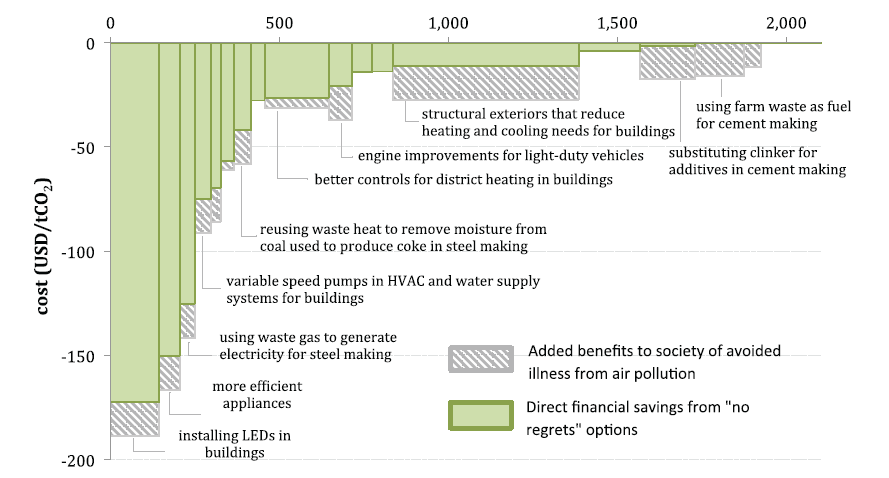 0
500
1,000
1,500
2,000
0
-50
-100
-150
-200
cost (USD/tCO₂)
structural exteriors that reduce
heating and cooling needs for buildings
using farm waste as fuel
for cement making
substituting clinker for
additives in cement making
engine improvements for light-duty vehicles
better controls for district heating in buildings
reusing waste heat to remove moisture from
coal used to produce coke in steel making
variable speed pumps in HVAC and water supply
systems for buildings
using waste gas to generate
electricity for steel making
more efficient
appliances
installing LEDs in
buildings
Added benefits to society of avoided
illness from air pollution
Direct financial savings from "no
regrets" options